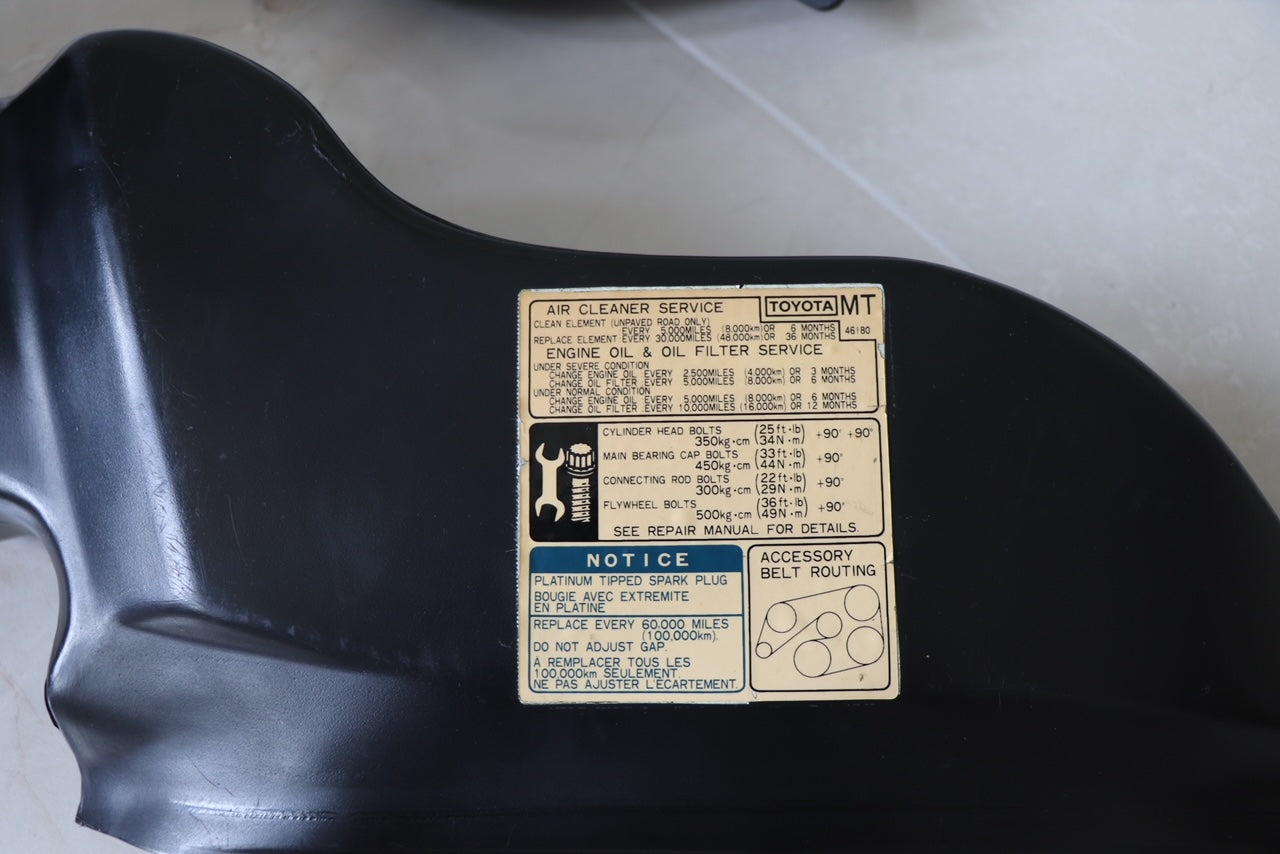 AIR CLEANER SERVICE
TOYOTA MT
46180
CLEAN ELEMENT (UNPAVED ROAD ONLY)
EVERY 5,000MILES (8,000km)OR 6 MONTHS
REPLACE ELEMENT:EVERY 30,000MILES (48,000km)OR 36 MONTHS
ENGINE OIL & OIL FILTER SERVICE
UNDER SEVERE CONDITION
CHANGE ENGINE OIL EVERY 2,500MILES (4,000km) OR 3 MONTHS
CHANGE OIL FILTER EVERY 5,000MILES (8,000km) OR 6 MONTHS
UNDER NORMAL CONDITION
CHANGE ENGINE OIL EVERY 5,000MILES (8,000km) OR 6 MONTHS
CHANGE OIL FILTER EVERY 10,000MILES (16,000km) OR 12 MONTHS
CYLINDER HEAD BOLTS (25ft·lb)
350kg·cm (34N·m) +90° +90°
MAIN BEARING CAP BOLTS (33ft·lb)
450kg·cm (44N·m) +90°
CONNECTING ROD BOLTS (22ft·lb)
300kg·cm (29N·m) +90°
FLYWHEEL BOLTS (36ft·lb)
500kg·cm (49N·m) +90°
SEE REPAIR MANUAL FOR DETAILS.
NOTICE
PLATINUM TIPPED SPARK PLUG
BOUGIE AVEC EXTREMITE
EN PLATINE
REPLACE EVERY 60,000 MILES
(100,000km).
DO NOT ADJUST GAP.
A REMPLACER TOUS LES
100,000km SEULEMENT.
NE PAS AJUSTER L'ECARTEMENT.
ACCESSORY
BELT ROUTING